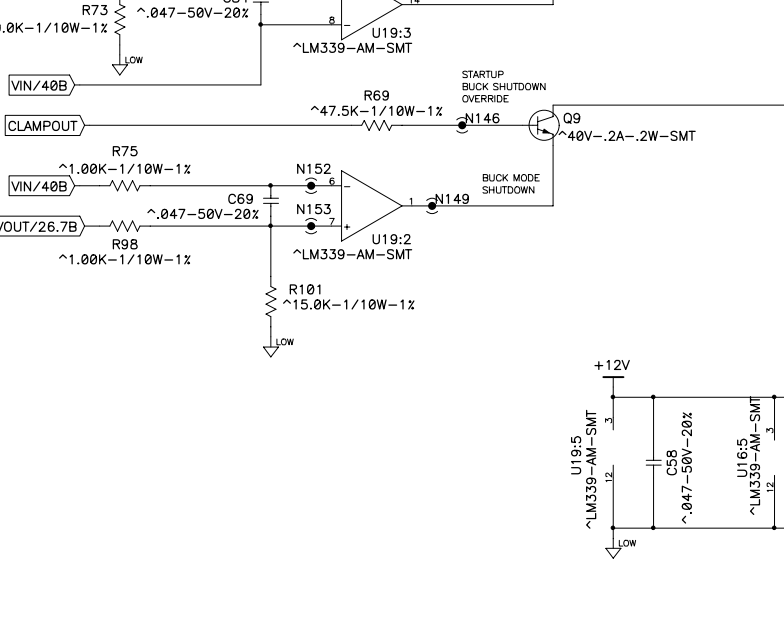 R73
.0K-1/10W-1%
^.047-50V-20%
14
8
U19:3
^LM339-AM-SMT
LOW
VIN/40B
STARTUP
BUCK SHUTDOWN
OVERRIDE
R69
^47.5K-1/10W-1%
CLAMPOUT
N146
Q9
^40V-.2A-.2W-SMT
R75
^1.00K-1/10W-1%
VIN/40B
N152
6
C69
^.047-50V-20%
BUCK MODE
SHUTDOWN
1
N149
VOUT/26.7B
N153
7
R98
^1.00K-1/10W-1%
U19:2
^LM339-AM-SMT
R101
^15.0K-1/10W-1%
LOW
+12V
U19:5
^LM339-AM-SMT
3
12
C58
^.047-50V-20%
U16:5
^LM339-AM-SMT
3
12
LOW